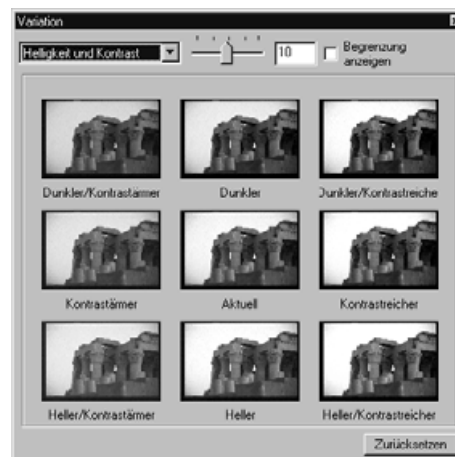 Variation
Helligkeit und Kontrast
10
Begrenzung
anzeigen
Dunkler/Kontrastärmer
Dunkler
Dunkler/Kontrastreiche
Kontrastärmer
Aktuell
Kontrastreicher
Heller/Kontrastärmer
Heller
Heller/Kontrastreicher
Zurücksetzen